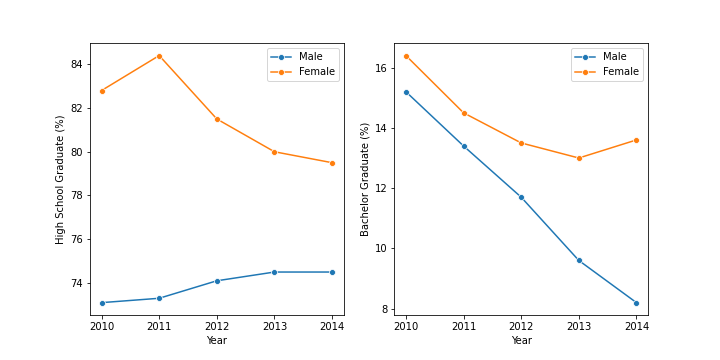 High School Graduate (%)
84
82
80
78
76
74
2010 2011 2012 2013 2014
Year
Male
Female
Bachelor Graduate (%)
16
14
12
10
8
2010 2011 2012 2013 2014
Year
Male
Female